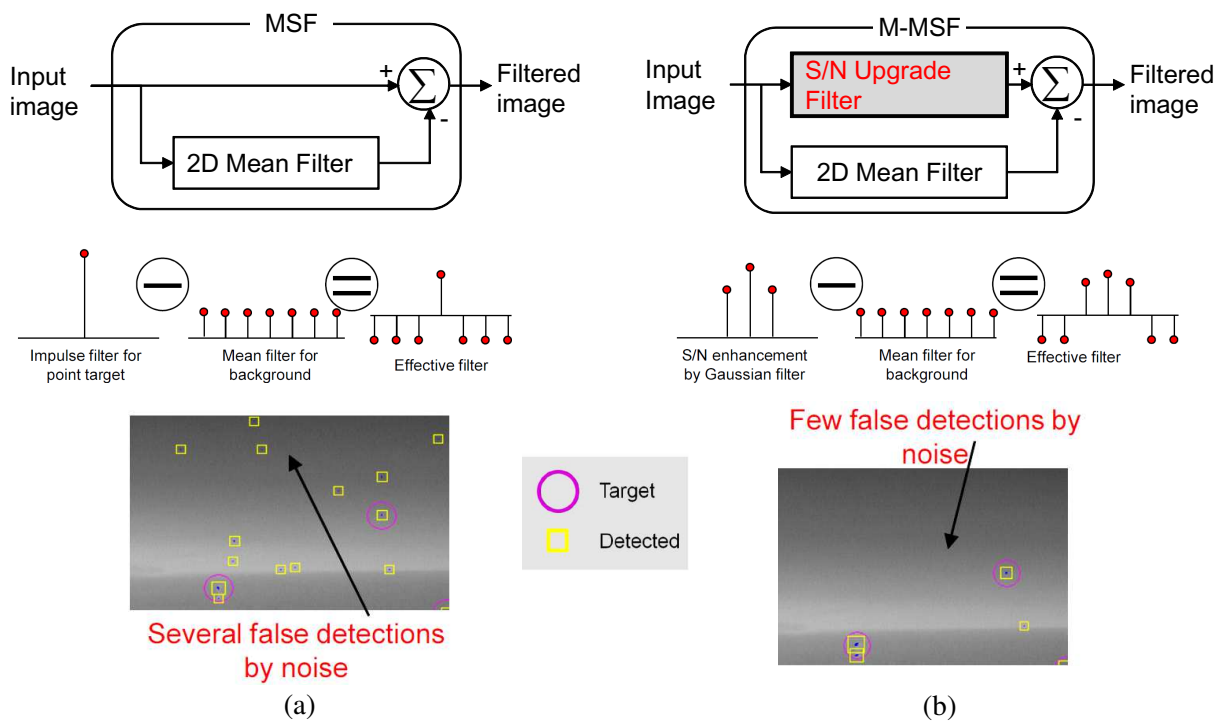 MSF
Input
image
+
Σ
-
Filtered
image
2D Mean Filter
Impulse filter for
point target
Mean filter for
background
Effective filter
Several false detections
by noise
(a)
Target
Detected
M-MSF
Input
Image
S/N Upgrade
Filter
+
Σ
-
Filtered
image
2D Mean Filter
S/N enhancement
by Gaussian filter
Mean filter for
background
Effective filter
Few false detections by
noise
(b)